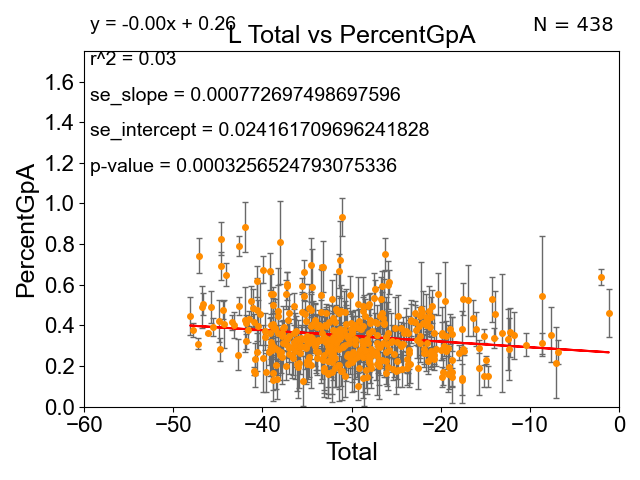 y = -0.00x + 0.26
N = 438
L Total vs PercentGpA
r^2 = 0.03
se_slope = 0.000772697498697596
se_intercept = 0.024161709696241828
p-value = 0.0003256524793075336
PercentGpA
1.6
1.4
1.2
1.0
0.8
0.6
0.4
0.2
0.0
−60 −50 −40 −30 −20 −10 0
Total